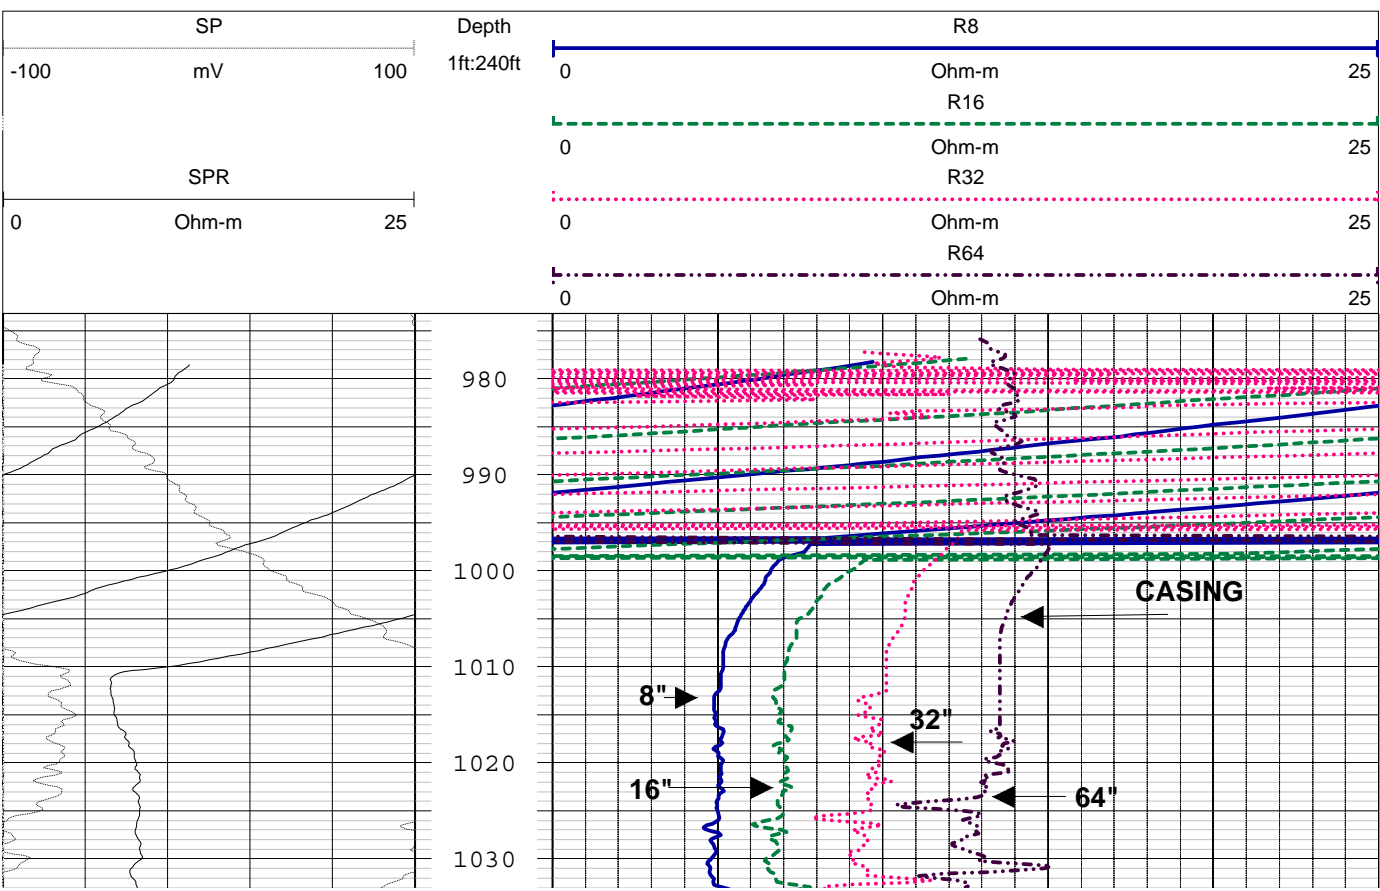 SP Depth R8
-100 mV 100 1ft:240ft 0 Ohm-m 25
R16
0 Ohm-m 25
SPR R32
0 Ohm-m 25 0 Ohm-m 25
R64
0 Ohm-m 25
980
990
1000
CASING
1010
8"
32"
1020
16"
64"
1030